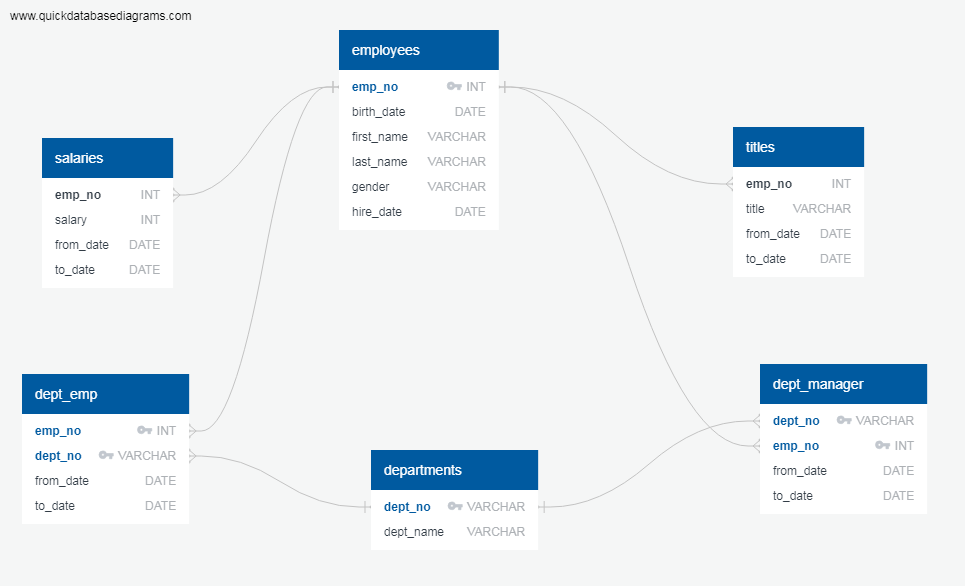 www.quickdatabasediagrams.com
employees
emp_no INT
birth_date DATE
first_name VARCHAR
last_name VARCHAR
gender VARCHAR
hire_date DATE
salaries
emp_no INT
salary INT
from_date DATE
to_date DATE
titles
emp_no INT
title VARCHAR
from_date DATE
to_date DATE
dept_emp
emp_no INT
dept_no VARCHAR
from_date DATE
to_date DATE
departments
dept_no VARCHAR
dept_name VARCHAR
dept_manager
dept_no VARCHAR
emp_no INT
from_date DATE
to_date DATE